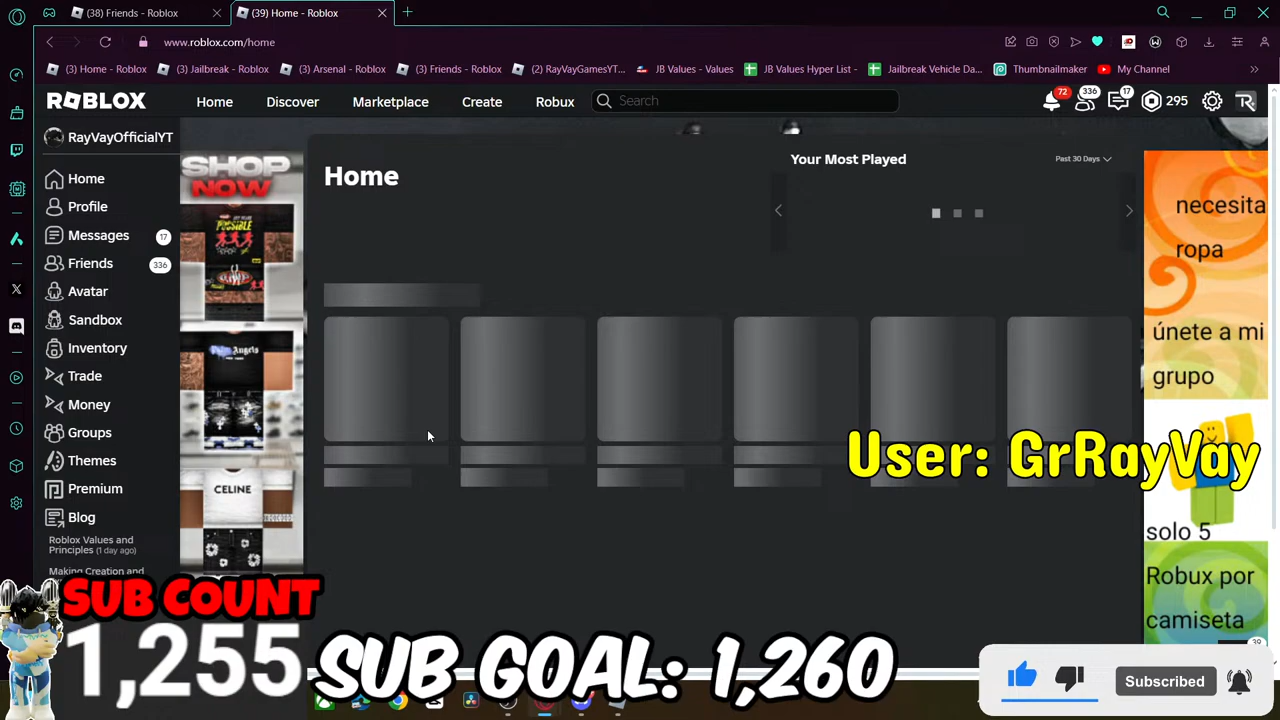 (38) Friends - Roblox
(39) Home - Roblox
www.roblox.com/home
(3) Home - Roblox
(3) Jailbreak - Roblox
(3) Arsenal - Roblox
(3) Friends - Roblox
(2) RayVayGamesYT...
JB Values - Values
JB Values Hyper List -
Jailbreak Vehicle Da...
Thumbnailmaker
My Channel
ROBLOX
Home
Discover
Marketplace
Create
Robux
Search
72
336
17
295
RayVayOfficialYT
Home
Profile
Messages
17
Friends
336
Avatar
Sandbox
Inventory
Trade
Money
Groups
Themes
Premium
Blog
Roblox Values and
Principles (1 day ago)
Making Creation and
SHOP
NOW
CELINE
Home
Your Most Played
Past 30 Days
necesita
ropa
únete a mi
grupo
solo 5
Robux por
camiseta
User: GrRayVay
SUB COUNT
1,255
SUB GOAL: 1,260
Subscribed